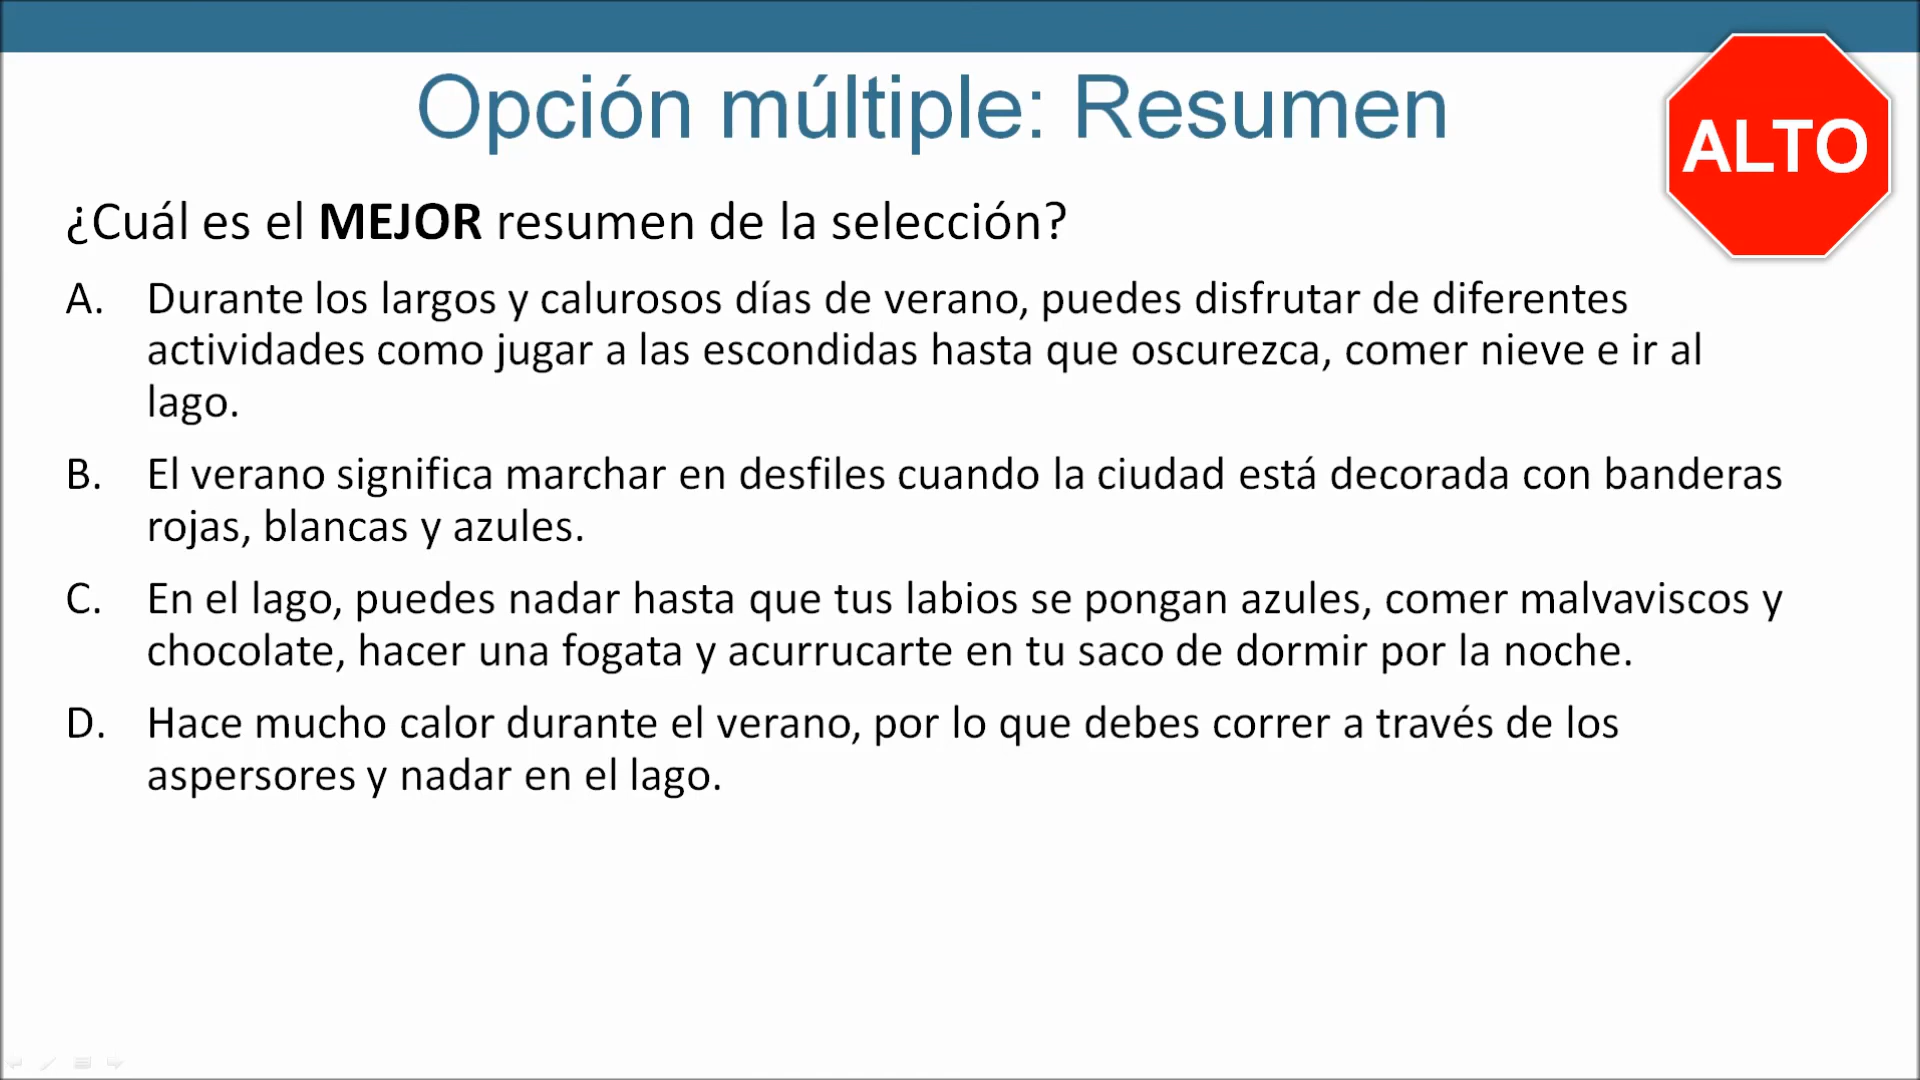 Opción múltiple: Resumen
ALTO
¿Cuál es el MEJOR resumen de la selección?
A. Durante los largos y calurosos días de verano, puedes disfrutar de diferentes
actividades como jugar a las escondidas hasta que oscurezca, comer nieve e ir al
lago.
B. El verano significa marchar en desfiles cuando la ciudad está decorada con banderas
rojas, blancas y azules.
C. En el lago, puedes nadar hasta que tus labios se pongan azules, comer malvaviscos y
chocolate, hacer una fogata y acurrucarte en tu saco de dormir por la noche.
D. Hace mucho calor durante el verano, por lo que debes correr a través de los
aspersores y nadar en el lago.